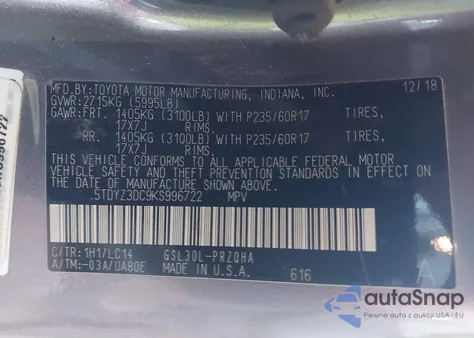 MFD.BY: TOYOTA MOTOR MANUFACTURING, INDIANA, INC. 12/18
GVWR: 2715KG (5995LB)
GAWR: FRT. 1405KG (3100LB) WITH P235/60R17 TIRES,
17X7J RIMS.
RR. 1405KG (3100LB) WITH P235/60R17 TIRES,
17X7J RIMS.
THIS VEHICLE CONFORMS TO ALL APPLICABLE FEDERAL MOTOR
VEHICLE SAFETY AND THEFT PREVENTION STANDARDS IN
EFFECT ON THE DATE OF MANUFACTURE SHOWN ABOVE.
5TDYZ3DC9KS996722 MPV
C/TR: 1H1/LC14 GSL30L-PRZQHA
A/TM: -03A/UA80E MADE IN U.S.A. 616
A
autoSnap
Pewne auta z aukcji USA i EU